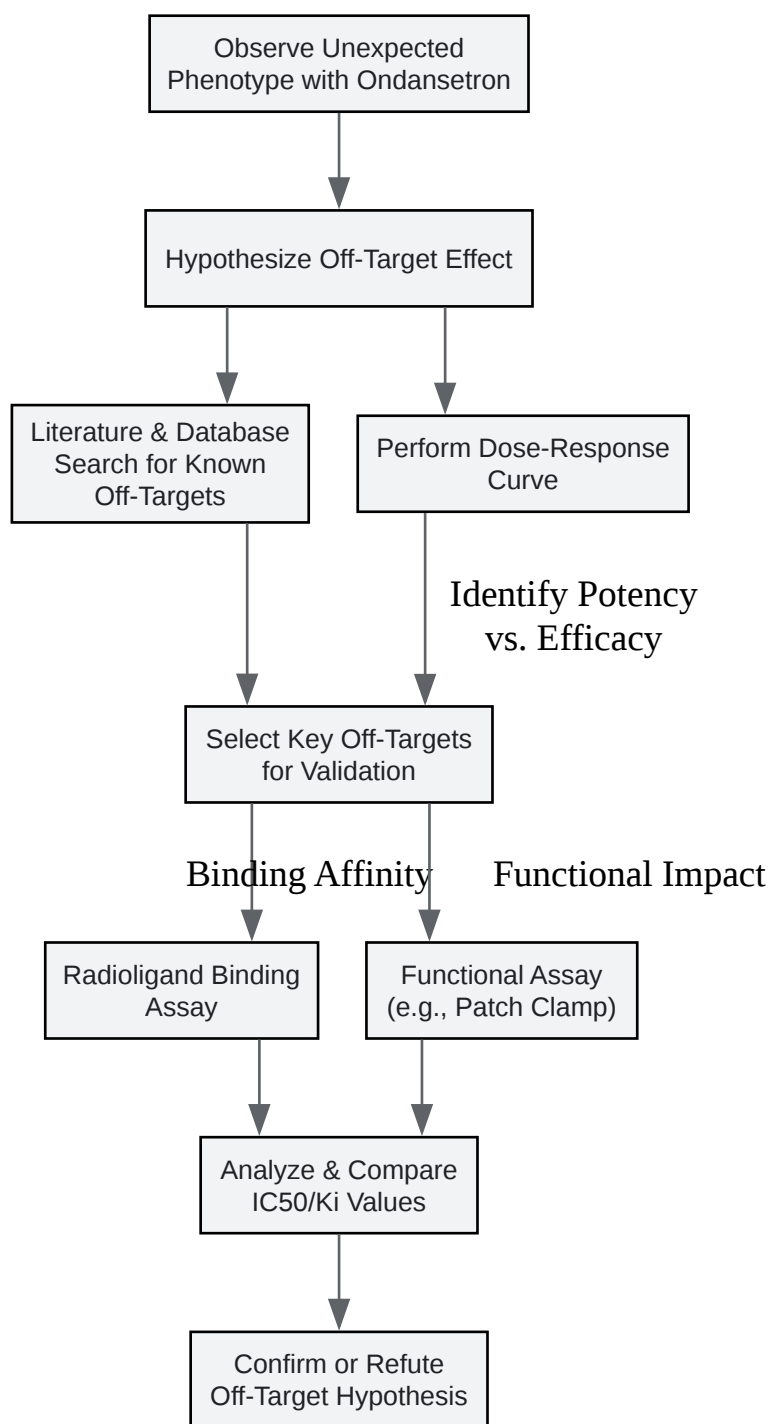 Observe Unexpected
Phenotype with Ondansetron
Hypothesize Off-Target Effect
Literature & Database
Search for Known
Off-Targets
Perform Dose-Response
Curve
Identify Potency
vs. Efficacy
Select Key Off-Targets
for Validation
Binding Affinity
Functional Impact
Radioligand Binding
Assay
Functional Assay
(e.g., Patch Clamp)
Analyze & Compare
IC50/Ki Values
Confirm or Refute
Off-Target Hypothesis